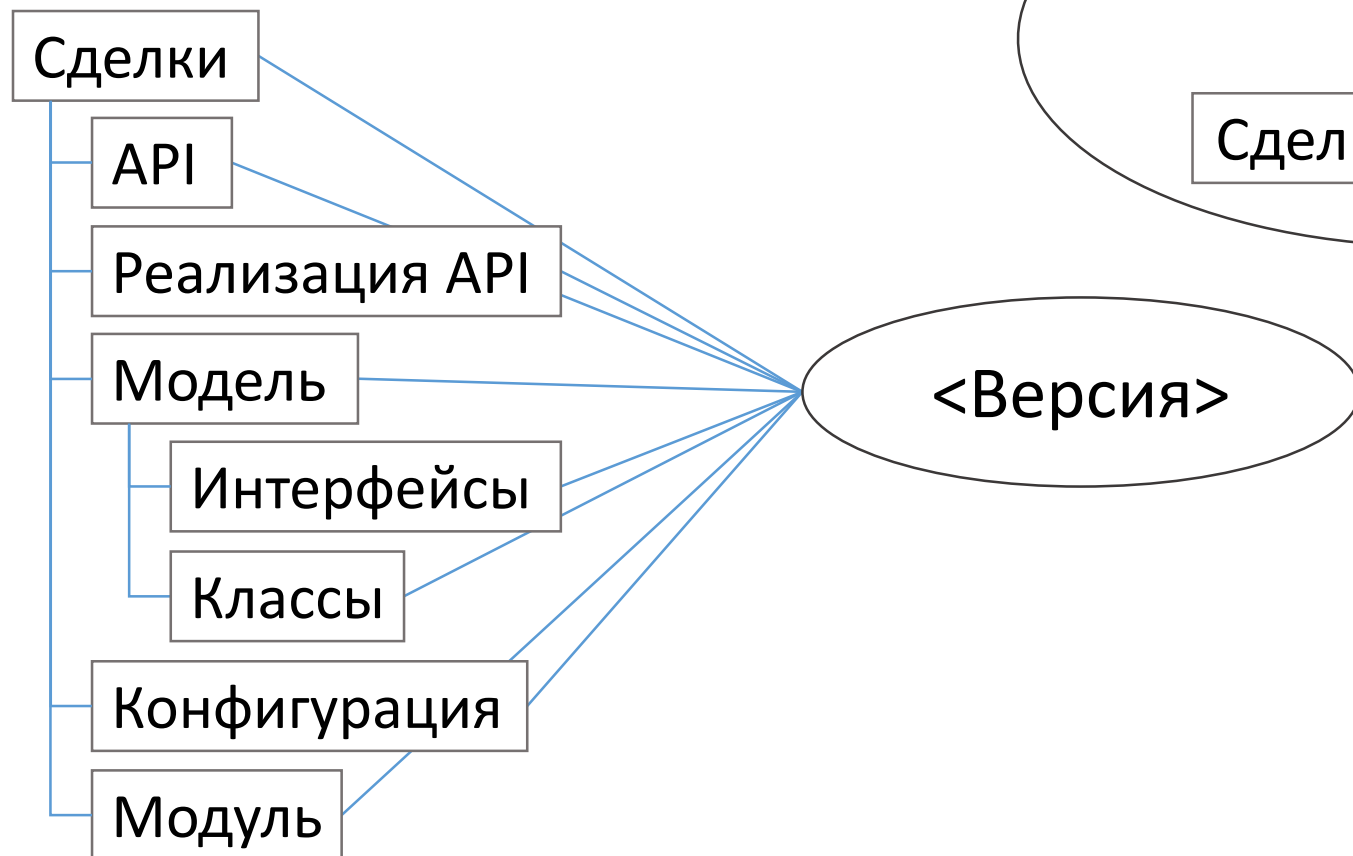 Сделки
API
Реализация API
Модель
Интерфейсы
Классы
Конфигурация
Модуль
Сдел
<Версия>